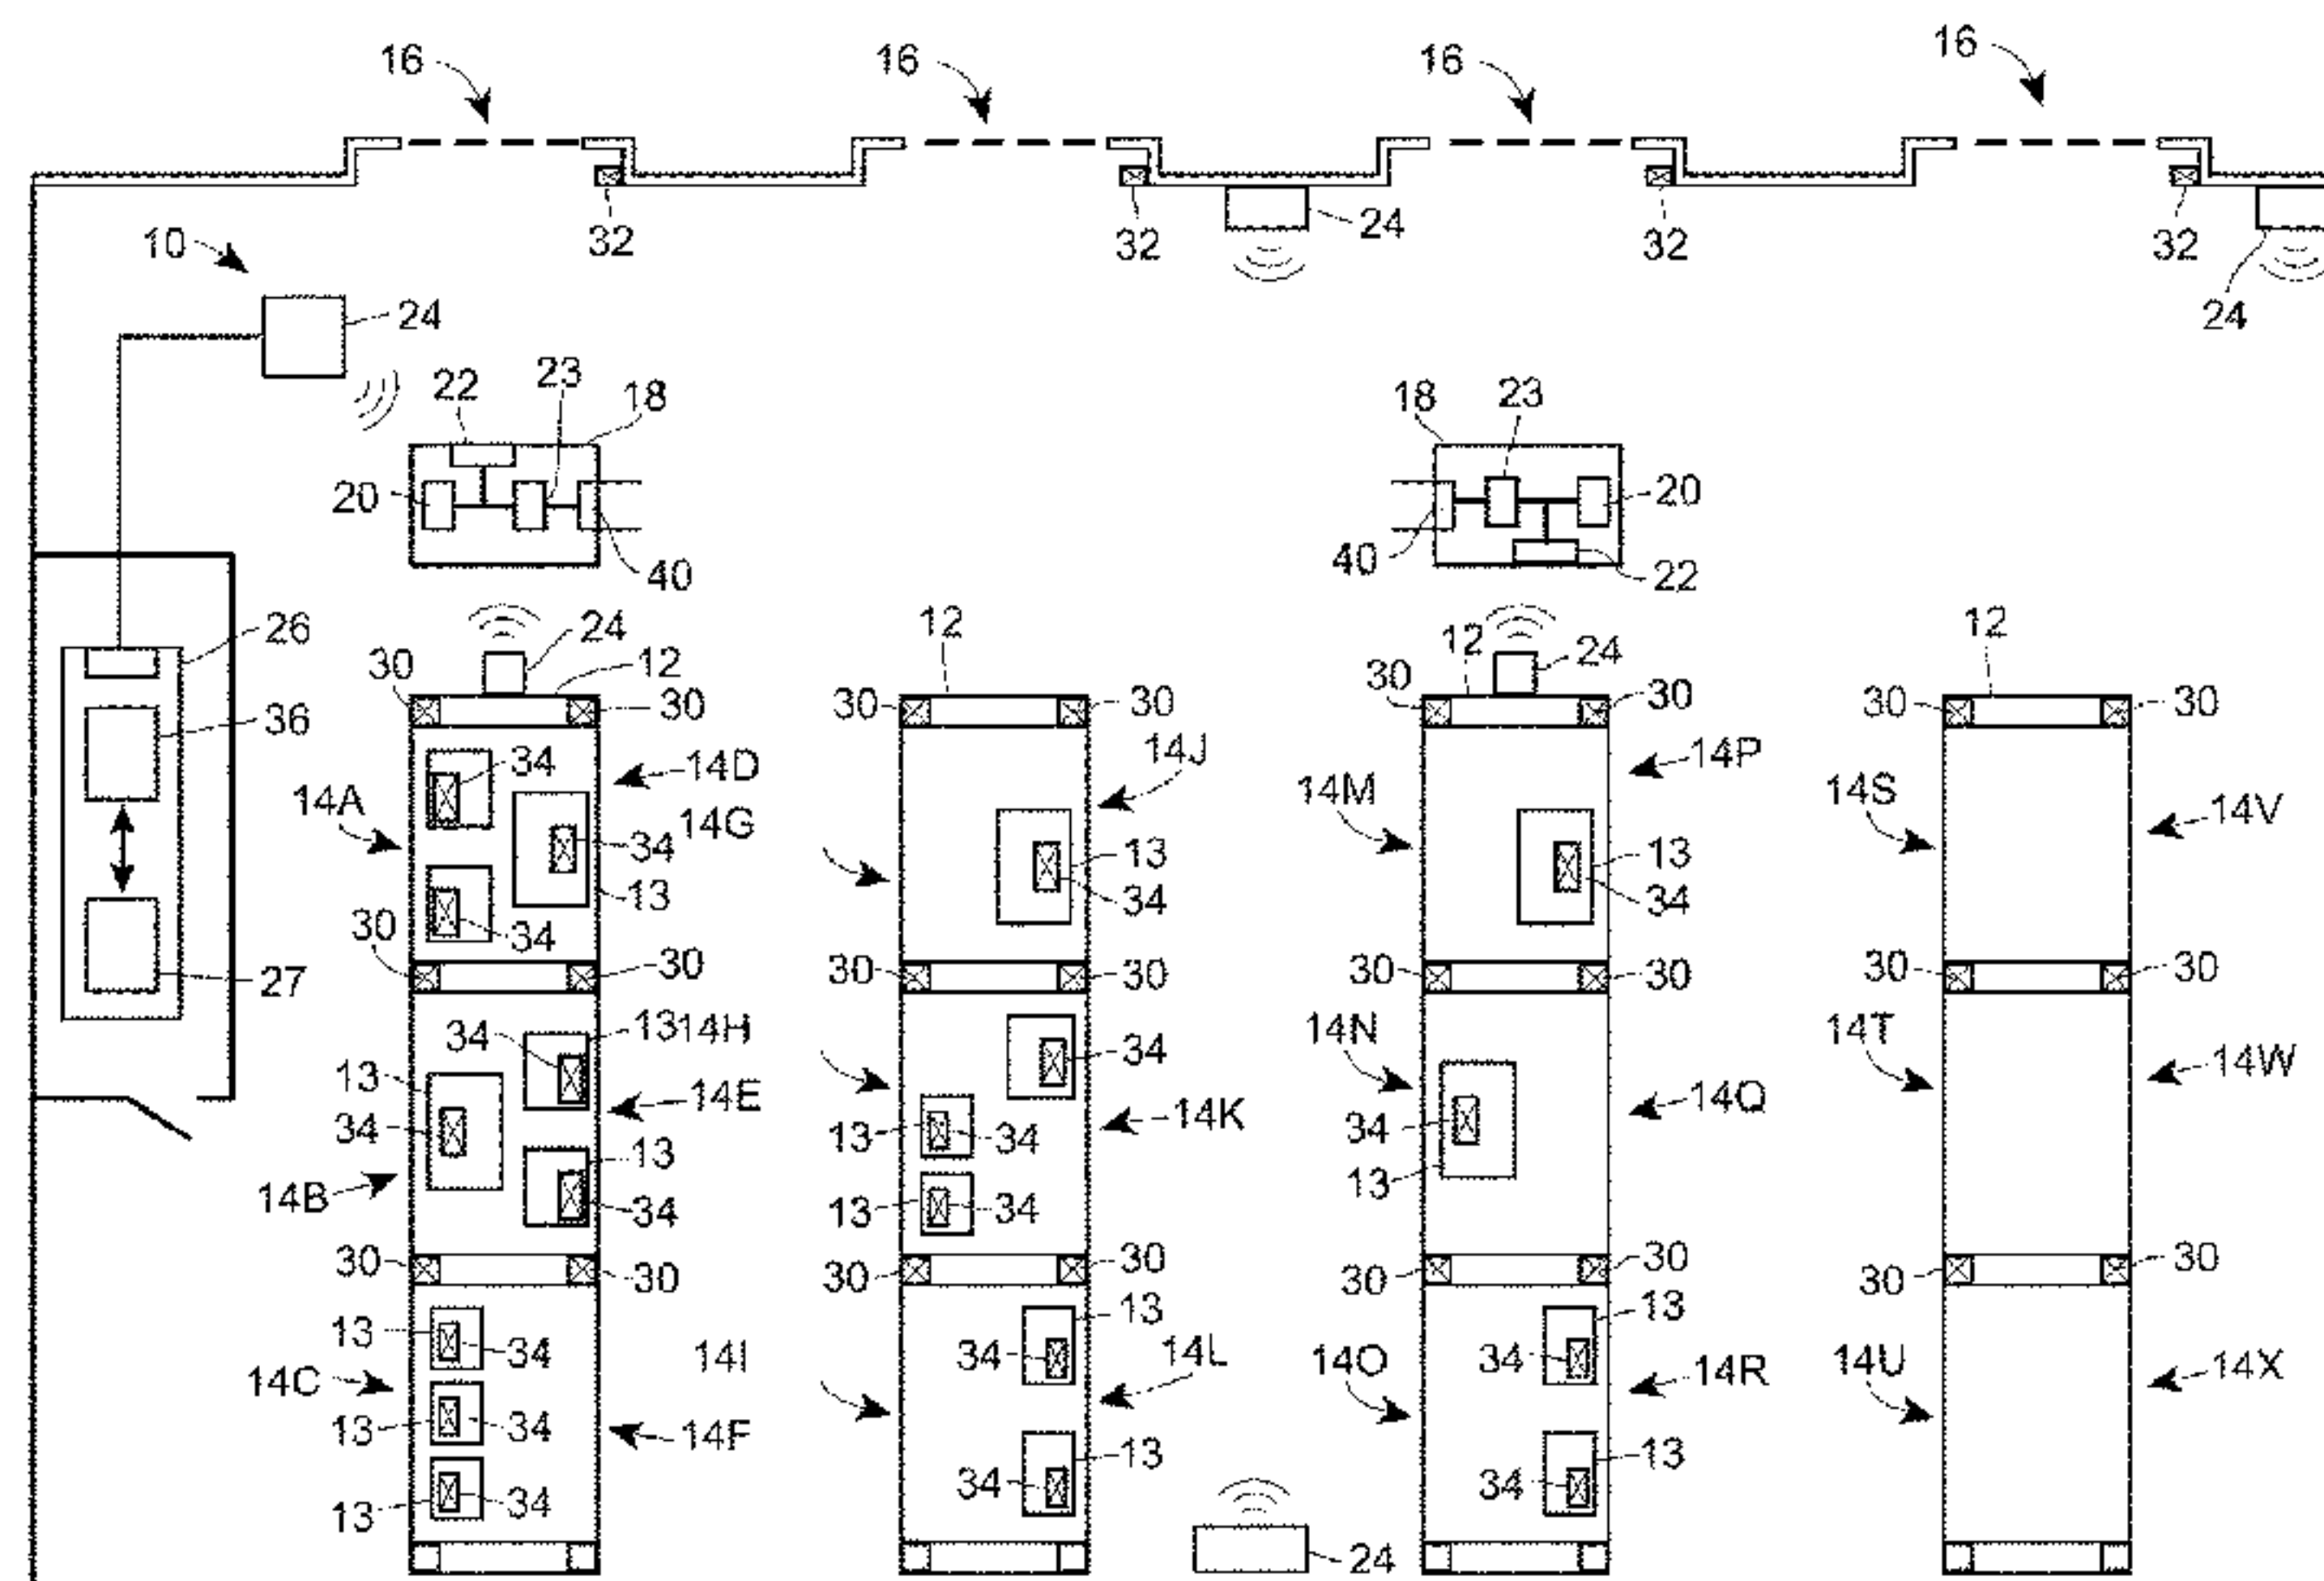 16 16 16 16
32 32 24 32 32 24
10 24
22 23 18 18 23
20 40 40 20 22
26 36 27
24 12 12 12 24 12
30 30 30 30 30 30 30 30
34 14D 14J 14P
14A 34 14G 14M 14S 14V
34 13 13 34 13 34
30 30 30 30 30 30 30 30
34 13 14H 34 14N 14T 14W
13 34 14E 13 34 14K 34 14Q
14B 13 34 13 34 13
30 30 30 30 30 30 30 30
13 34 14I 13 34 14L 14O 13 34 14U
14C 13 34 14R 14X
14F 13 13
13 34 34 34
24